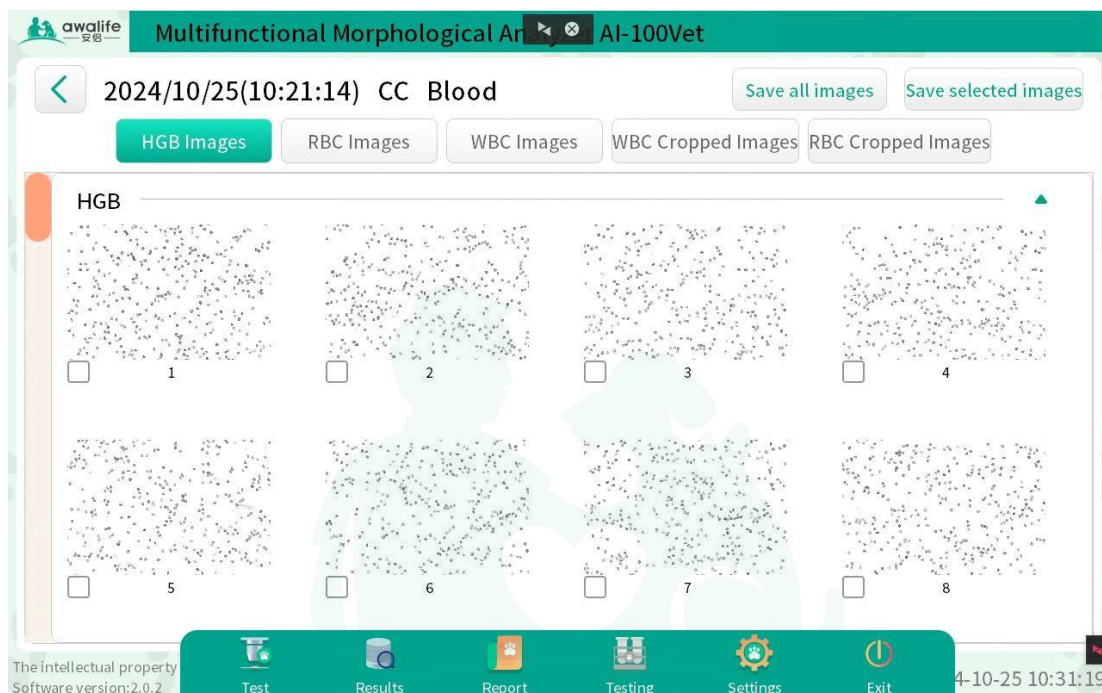 awalife
安侣
Multifunctional Morphological AI-100Vet
2024/10/25(10:21:14) CC Blood
Save all images
Save selected images
HGB Images
RBC Images
WBC Images
WBC Cropped Images
RBC Cropped Images
HGB
1
2
3
4
5
6
7
8
The intellectual property
Software version:2.0.2
Test
Results
Report
Testing
Settings
Exit
4-10-25 10:31:19